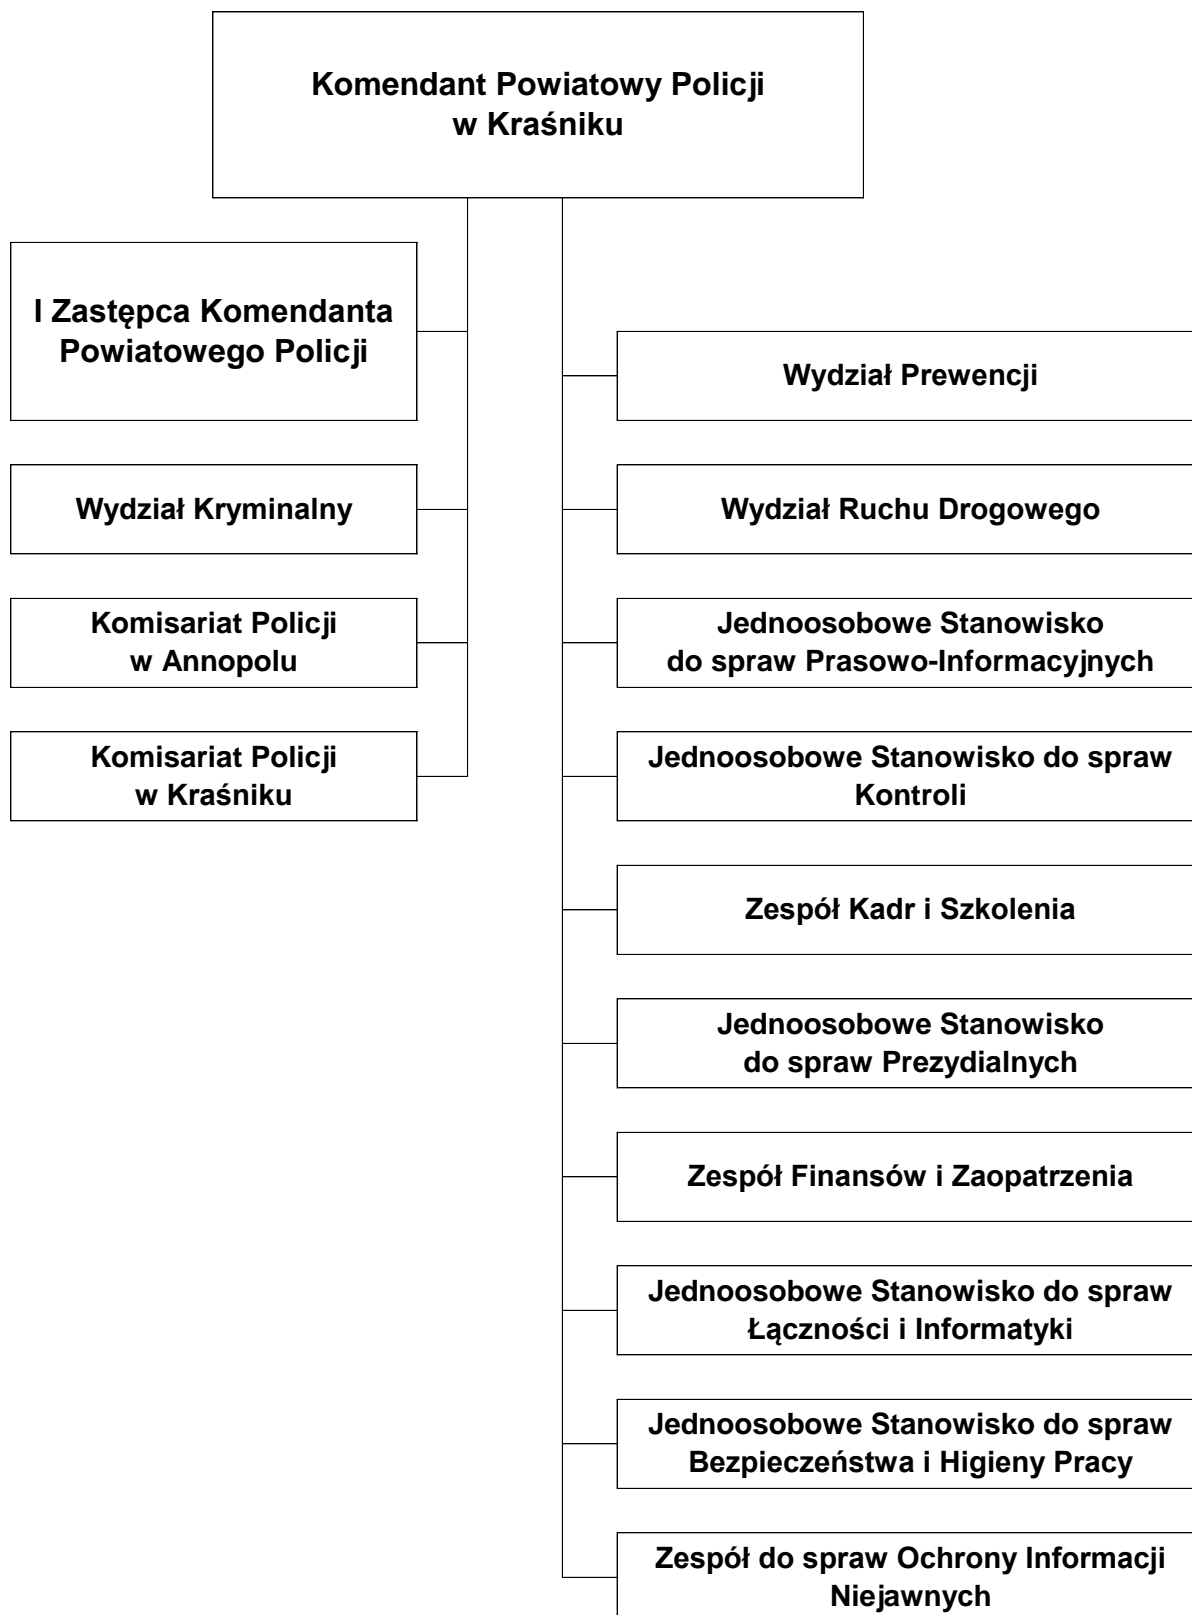 Komendant Powiatowy Policji
w Kraśniku
I Zastępca Komendanta
Powiatowego Policji
Wydział Kryminalny
Komisariat Policji
w Annopolu
Komisariat Policji
w Kraśniku
Wydział Prewencji
Wydział Ruchu Drogowego
Jednoosobowe Stanowisko
do spraw Prasowo-Informacyjnych
Jednoosobowe Stanowisko do spraw
Kontroli
Zespół Kadr i Szkolenia
Jednoosobowe Stanowisko
do spraw Prezydialnych
Zespół Finansów i Zaopatrzenia
Jednoosobowe Stanowisko do spraw
Łączności i Informatyki
Jednoosobowe Stanowisko do spraw
Bezpieczeństwa i Higieny Pracy
Zespół do spraw Ochrony Informacji
Niejawnych